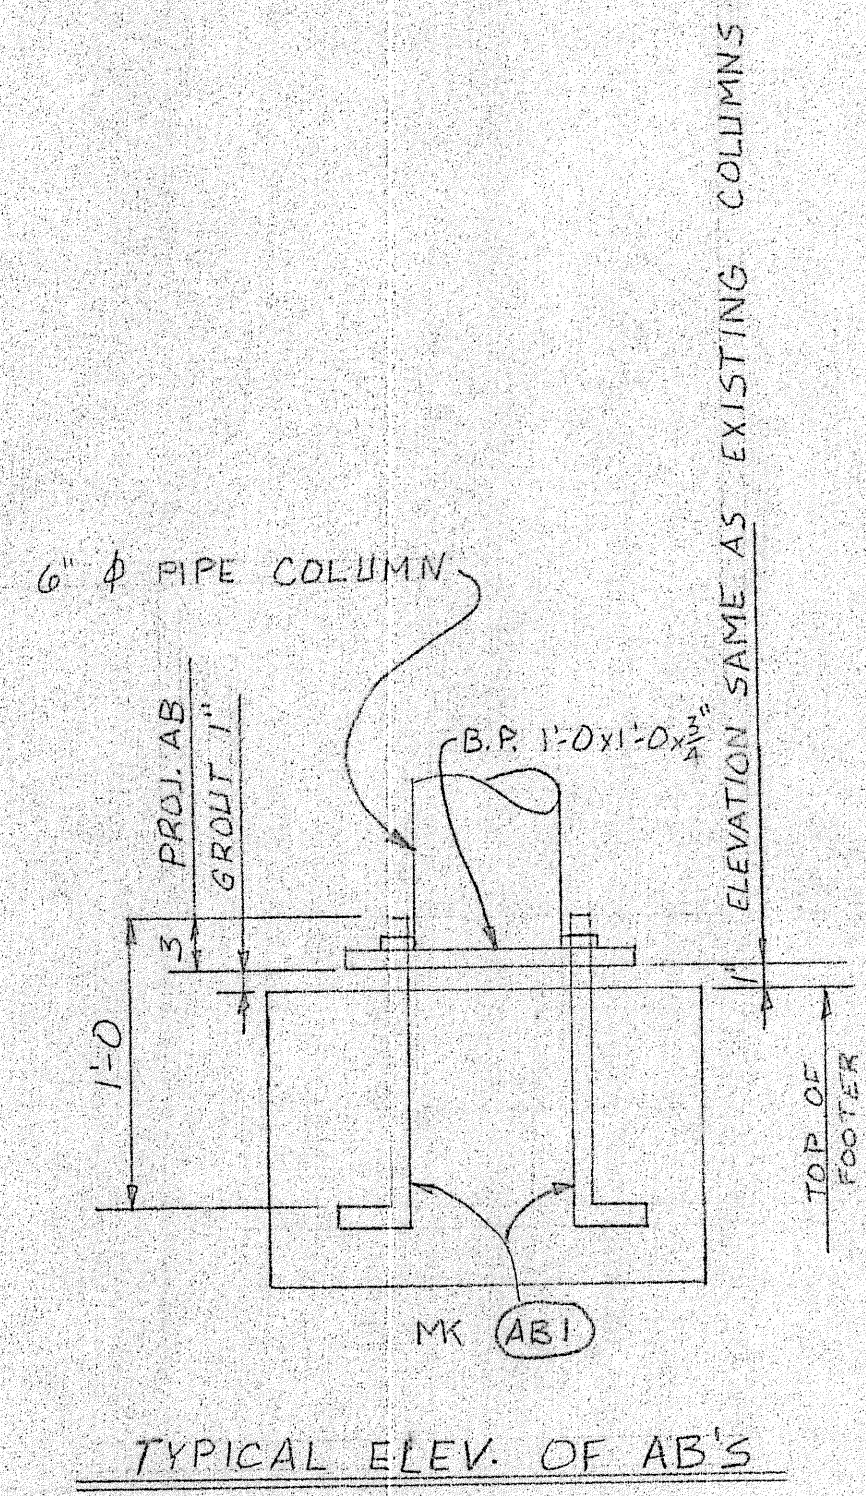 ELEVATION SAME AS EXISTING COLUMNS
6" ϕ PIPE COLUMN
PROJ. AB
GROUT 1"
B.P. 1'-0x1'-0x3/4"
3
1"
1'-0
TOP OF
FOOTER
MK AB1
TYPICAL ELEV. OF AB'S